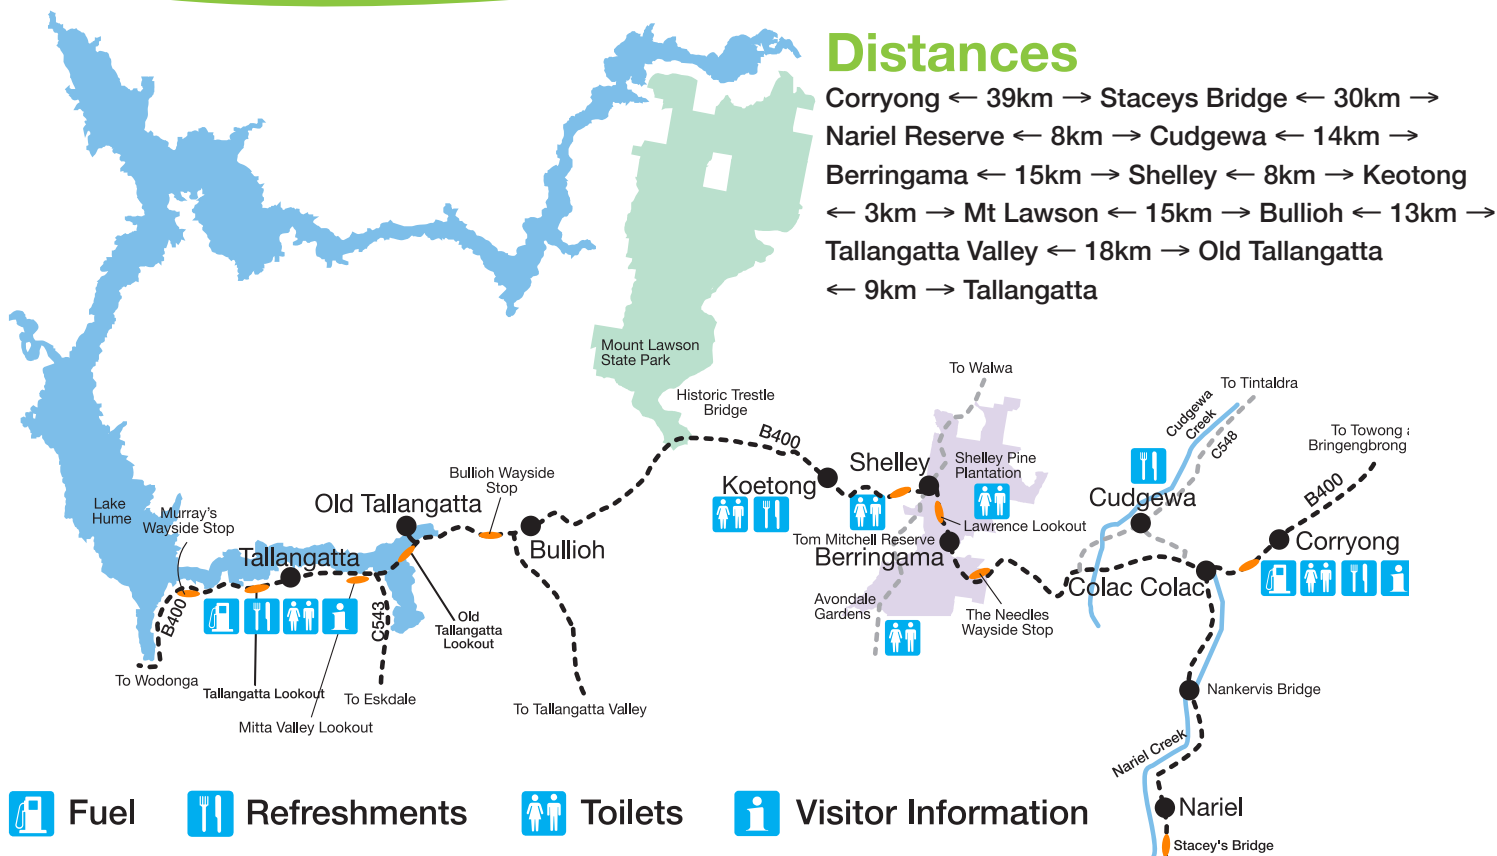 Distances
Corryong ← 39km → Staceys Bridge ← 30km →
Nariel Reserve ← 8km → Cudgewa ← 14km →
Berringama ← 15km → Shelley ← 8km → Keotong
← 3km → Mt Lawson ← 15km → Bullioh ← 13km →
Tallangatta Valley ← 18km → Old Tallangatta
← 9km → Tallangatta
Mount Lawson
State Park
Historic Trestle
Bridge
B400
To Walwa
To Tintaldra
Cudgewa
Creek
C548
To Towong
Bringengbrong
B400
Shelley
Shelley Pine
Plantation
Koetong
Lawrence Lookout
Tom Mitchell Reserve
Berringama
Cudgewa
Corryong
Colac Colac
Avondale
Gardens
The Needles
Wayside Stop
Bullioh Wayside
Stop
Old Tallangatta
Bullioh
Lake
Hume
Murray's
Wayside Stop
Tallangatta
B400
C543
Old
Tallangatta
Lookout
To Wodonga
Tallangatta Lookout
To Eskdale
Mitta Valley Lookout
To Tallangatta Valley
Nankervis Bridge
Nariel Creek
Nariel
Stacey's Bridge
Fuel
Refreshments
Toilets
Visitor Information